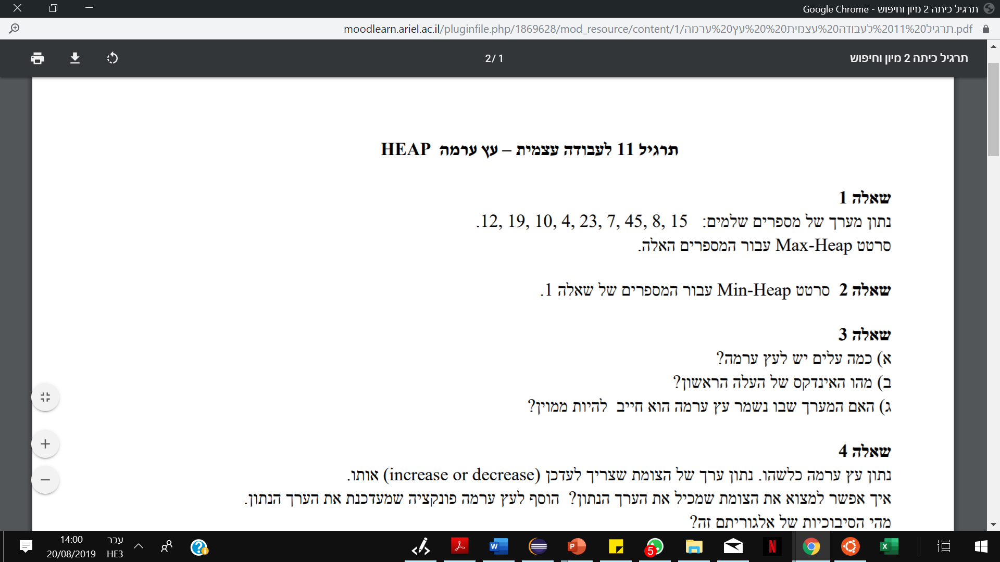 תרגיל כיתה 2 מיון וחיפוש - Google Chrome
moodlearn.ariel.ac.il/pluginfile.php/1869628/mod_resource/content/1/תרגיל%2011%20לעבודה%20עצמית%20%20עץ%20ערמה.pdf
תרגיל כיתה 2 מיון וחיפוש
2 / 1
תרגיל 11 לעבודה עצמית – עץ ערמה HEAP
שאלה 1
נתון מערך של מספרים שלמים: 12, 19, 10, 4, 23, 7, 45, 8, 15.
סרטט Max-Heap עבור המספרים האלה.
שאלה 2 סרטט Min-Heap עבור המספרים של שאלה 1.
שאלה 3
א) כמה עלים יש לעץ ערמה?
ב) מהו האינדקס של העלה הראשון?
ג) האם המערך שבו נשמר עץ ערמה הוא חייב להיות ממוין?
שאלה 4
נתון עץ ערמה כלשהו. נתון ערך של הצומת שצריך לעדכן (increase or decrease) אותו.
איך אפשר למצוא את הצומת שמכיל את הערך הנתון? הוסף לעץ ערמה פונקציה שמעדכנת את הערך הנתון.
מהי הסיבוכיות של אלגוריתם זה?
14:00
20/08/2019
עבר
HE3
5